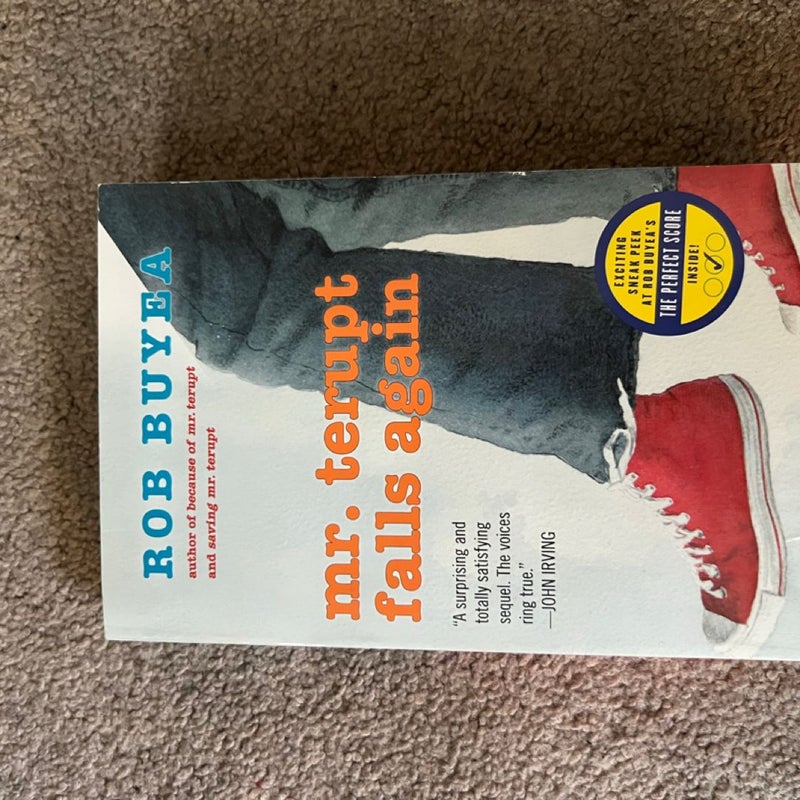 ROB BUYEA
author of because of mr. terupt
and saving mr. terupt
mr. terupt
falls again
"A surprising and
totally satisfying
sequel. The voices
ring true."
—JOHN IRVING
EXCITING
SNEAK PEEK
AT ROB BUYEA'S
THE PERFECT SCORE
INSIDE!